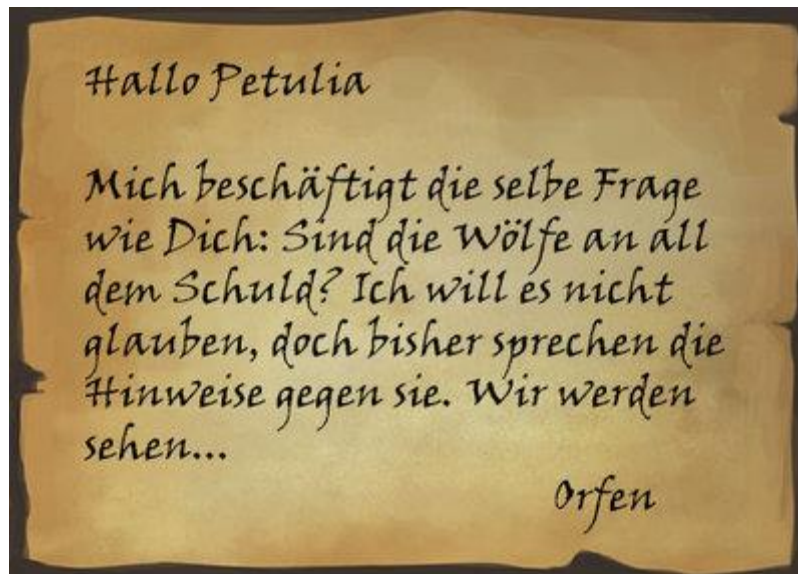 Hallo Petulia
Mich beschäftigt die selbe Frage
wie Dich: Sind die Wölfe an all
dem Schuld? Ich will es nicht
glauben, doch bisher sprechen die
Hinweise gegen sie. Wir werden
sehen...
Orfen